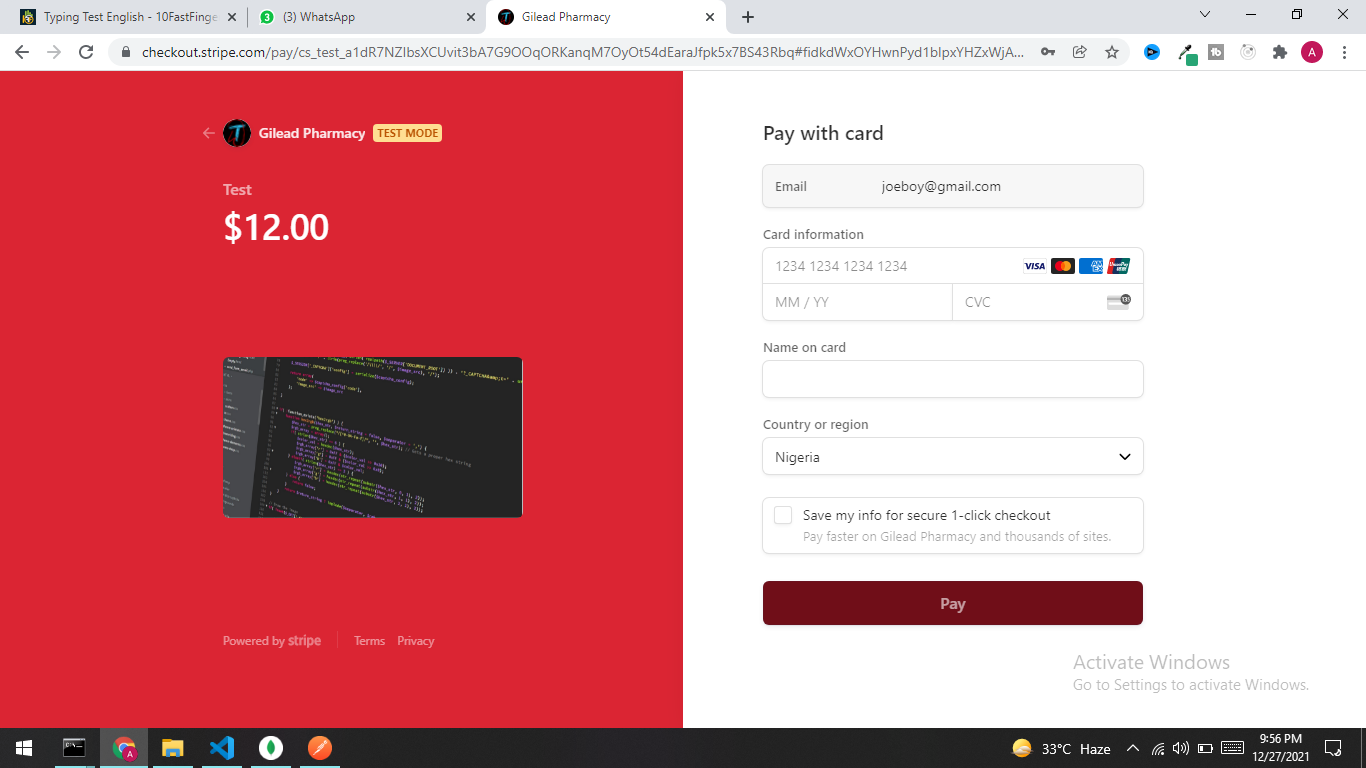 Typing Test English - 10FastFinge
(3) WhatsApp
Gilead Pharmacy
checkout.stripe.com/pay/cs_test_a1dR7NZIbsXCUvit3bA7G9OOqORKanqM7OyOt54dEaraJfpk5x7BS43Rbq#fidkdWxOYHwnPyd1blpxYHZxWjA...
A
Gilead Pharmacy TEST MODE
Test
$12.00
Powered by stripe
Terms Privacy
Pay with card
Email joeboy@gmail.com
Card information
1234 1234 1234 1234
VISA
MM / YY
CVC
135
Name on card
Country or region
Nigeria
Save my info for secure 1-click checkout
Pay faster on Gilead Pharmacy and thousands of sites.
Pay
Activate Windows
Go to Settings to activate Windows.
33°C Haze
9:56 PM
12/27/2021